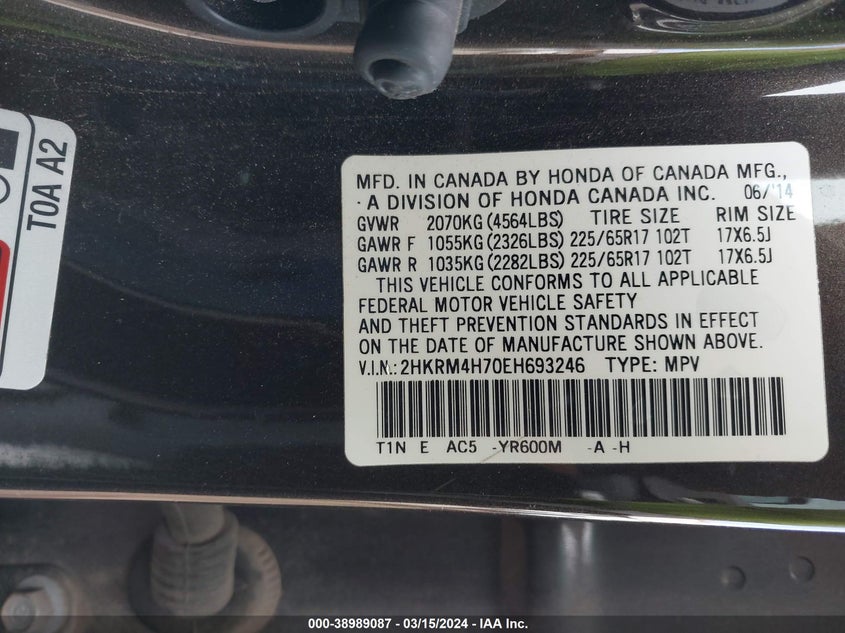 TOA A2
MFD. IN CANADA BY HONDA OF CANADA MFG.,
A DIVISION OF HONDA CANADA INC. 06/'14
GVWR 2070KG(4564LBS) TIRE SIZE RIM SIZE
GAWR F 1055KG(2326LBS) 225/65R17 102T 17X6.5J
GAWR R 1035KG(2282LBS) 225/65R17 102T 17X6.5J
THIS VEHICLE CONFORMS TO ALL APPLICABLE
FEDERAL MOTOR VEHICLE SAFETY
AND THEFT PREVENTION STANDARDS IN EFFECT
ON THE DATE OF MANUFACTURE SHOWN ABOVE.
V.I.N.: 2HKRM4H70EH693246 TYPE: MPV
T1N E AC5 -YR600M -A -H
000-38989087 - 03/15/2024 - IAA Inc.